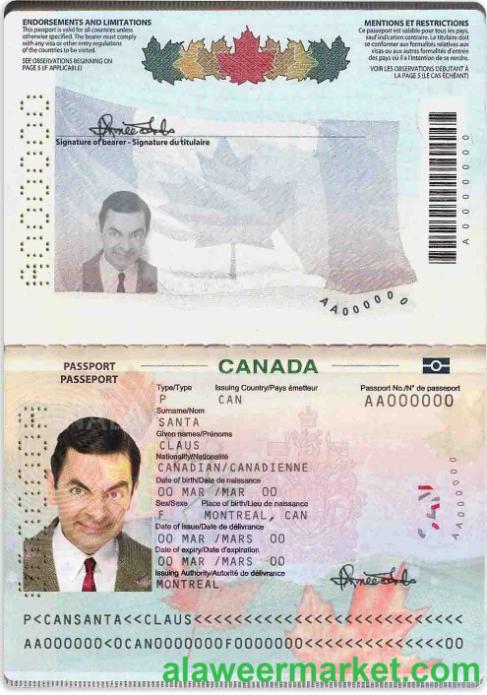 ENDORSEMENTS AND LIMITATIONS
This passport is valid for all countries unless
otherwise specified. The bearer must comply
with any visa or other entry regulations
of the countries to be visited.
SEE OBSERVATIONS BEGINNING ON
PAGE 5 (IF APPLICABLE)
MENTIONS ET RESTRICTIONS
Ce passeport est valable pour tous les pays,
sauf indication contraire. Le titulaire doit
se conformer aux formalités relatives aux
visas ou aux autres formalités d'entrée
des pays où il a l'intention de se rendre.
VOIR LES OBSERVATIONS DÉBUTANT À
LA PAGE 5 (LE CAS ÉCHÉANT)
Signature of bearer - Signature du titulaire
AA000000
AA000000
PASSPORT
PASSEPORT
CANADA
Type/Type Issuing Country/Pays émetteur Passport No./N° de passeport
P CAN AA000000
Surname/Nom
SANTA
Given names/Prénoms
CLAUS
Nationality/Nationalité
CANADIAN/CANADIENNE
Date of birth/Date de naissance
00 MAR /MAR 00
Sex/Sexe Place of birth/Lieu de naissance
F MONTREAL, CAN
Date of issue/Date de délivrance
00 MAR /MARS 00
Date of expiry/Date d'expiration
00 MAR /MARS 00
Issuing Authority/Autorité de délivrance
MONTREAL
AA000000
P<CANSANTA<<CLAUS<<<<<<<<<<<<<<<<<<<<<<<<<<<
alaweermarket.com